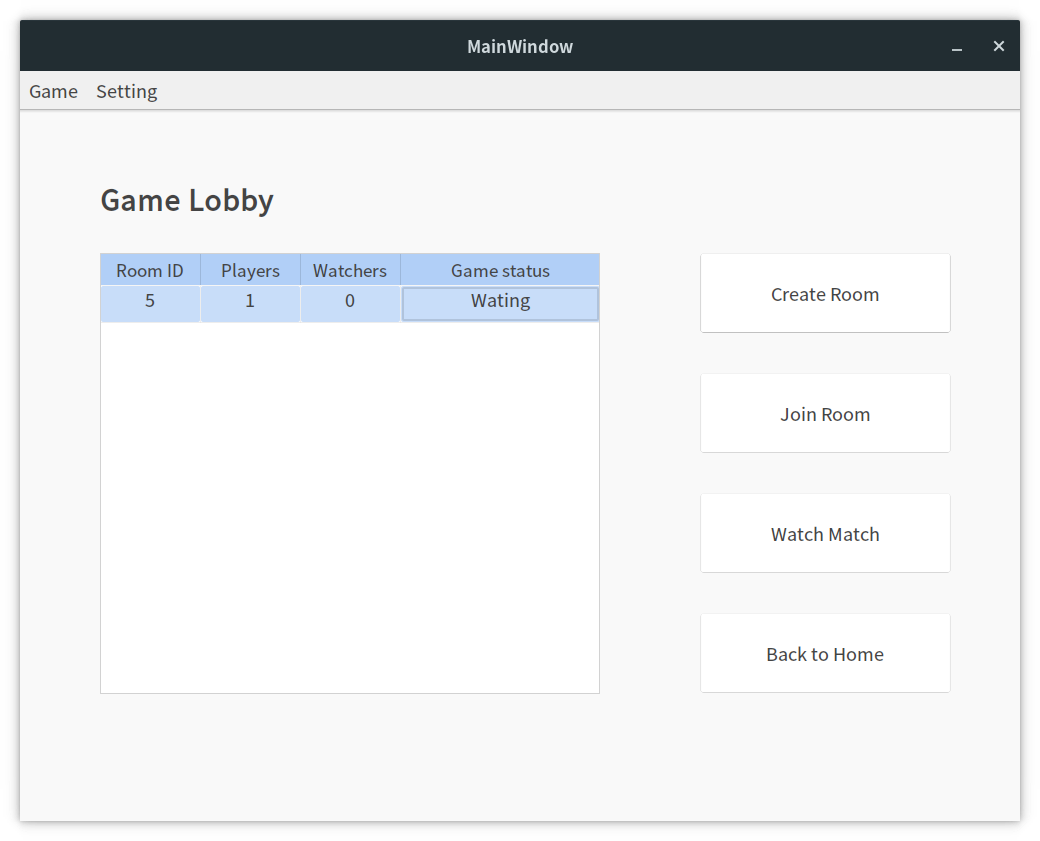 MainWindow
Game Setting
Game Lobby
Room ID Players Watchers Game status
5 1 0 Wating
Create Room
Join Room
Watch Match
Back to Home